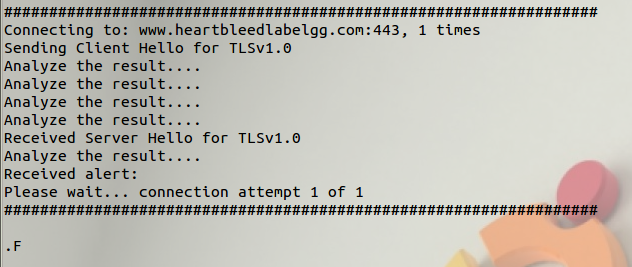 ##################################################################
Connecting to: www.heartbleedlabelgg.com:443, 1 times
Sending Client Hello for TLSv1.0
Analyze the result....
Analyze the result....
Analyze the result....
Analyze the result....
Received Server Hello for TLSv1.0
Analyze the result....
Received alert:
Please wait... connection attempt 1 of 1
##################################################################
.F